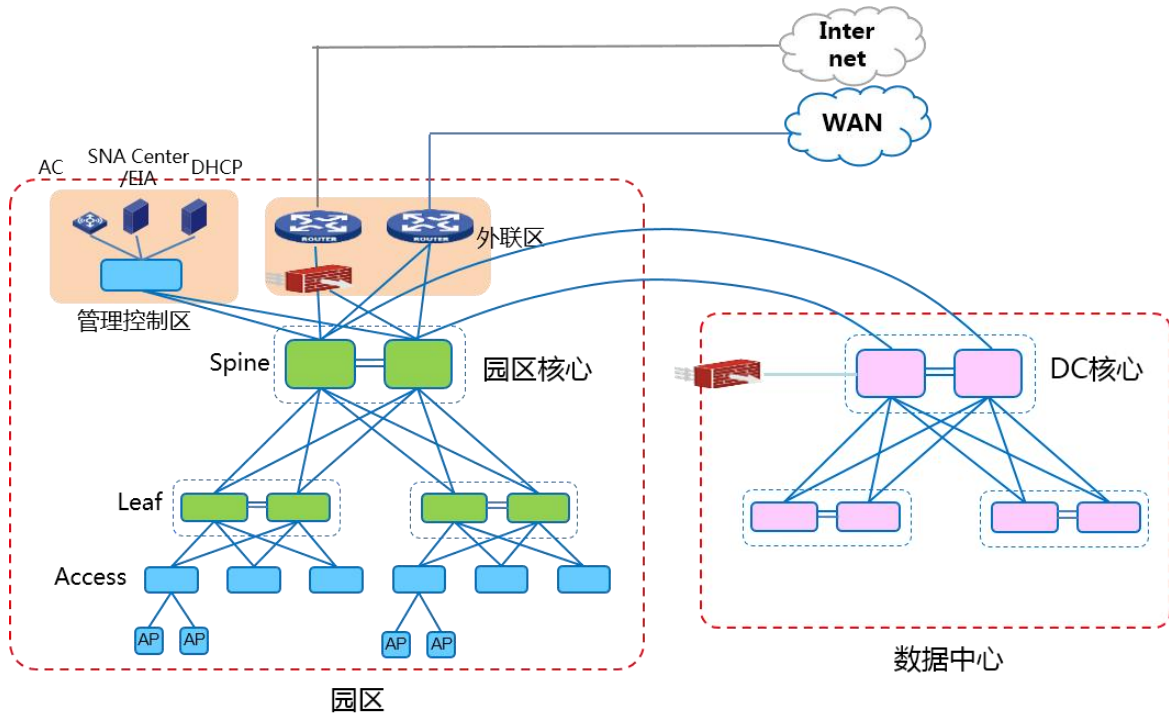 Inter
net
WAN
AC
SNA Center
/EIA
DHCP
ROUTER
ROUTER
外联区
管理控制区
Spine
园区核心
DC核心
Leaf
Access
AP
AP
AP
AP
数据中心
园区